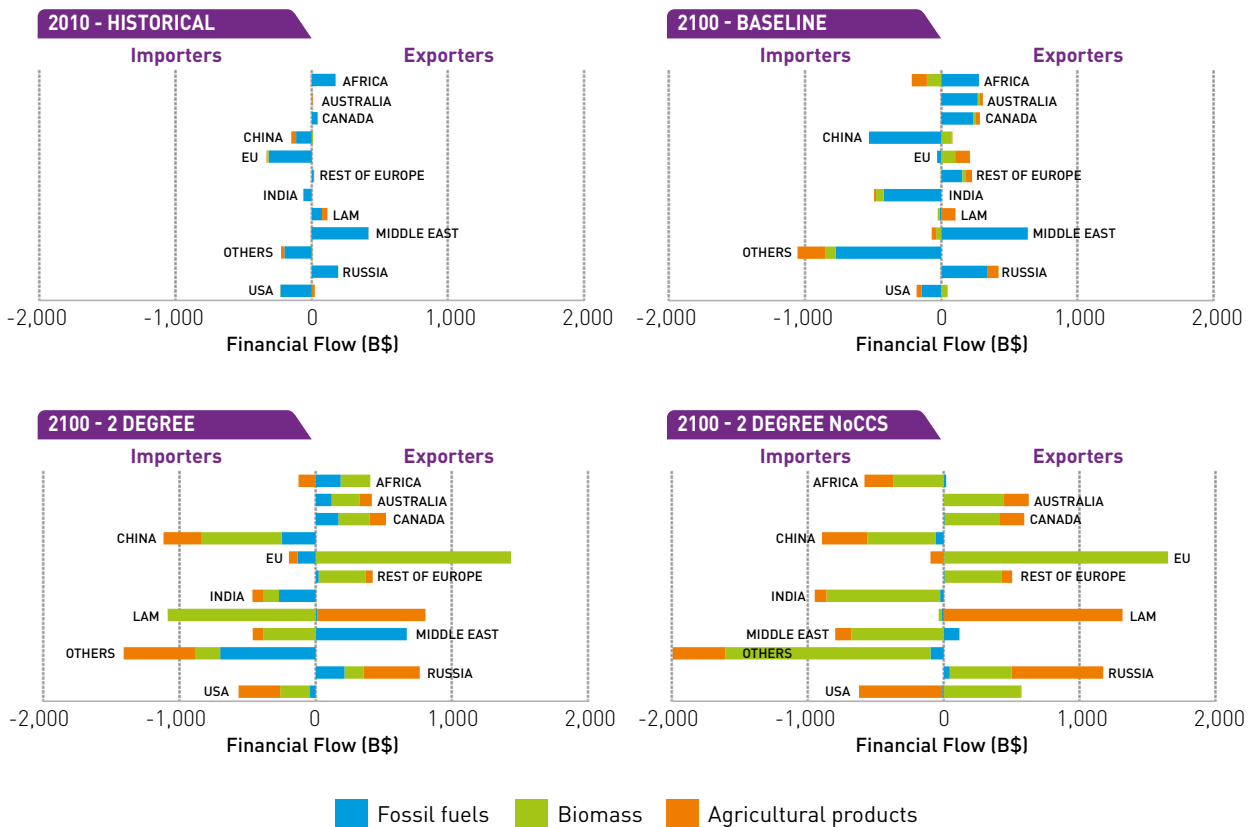 2010 - HISTORICAL
Importers Exporters
AFRICA
AUSTRALIA
CANADA
CHINA
EU
REST OF EUROPE
INDIA
LAM
MIDDLE EAST
OTHERS
RUSSIA
USA
-2,000 -1,000 0 1,000 2,000
Financial Flow (B$)
2100 - BASELINE
Importers Exporters
AFRICA
AUSTRALIA
CANADA
CHINA
EU
REST OF EUROPE
INDIA
LAM
MIDDLE EAST
OTHERS
RUSSIA
USA
-2,000 -1,000 0 1,000 2,000
Financial Flow (B$)
2100 - 2 DEGREE
Importers Exporters
AFRICA
AUSTRALIA
CANADA
CHINA
EU
REST OF EUROPE
INDIA
LAM
MIDDLE EAST
OTHERS
RUSSIA
USA
-2,000 -1,000 0 1,000 2,000
Financial Flow (B$)
2100 - 2 DEGREE NoCCS
Importers Exporters
AFRICA
AUSTRALIA
CANADA
CHINA
EU
REST OF EUROPE
INDIA
LAM
MIDDLE EAST
OTHERS
RUSSIA
USA
-2,000 -1,000 0 1,000 2,000
Financial Flow (B$)
Fossil fuels Biomass Agricultural products